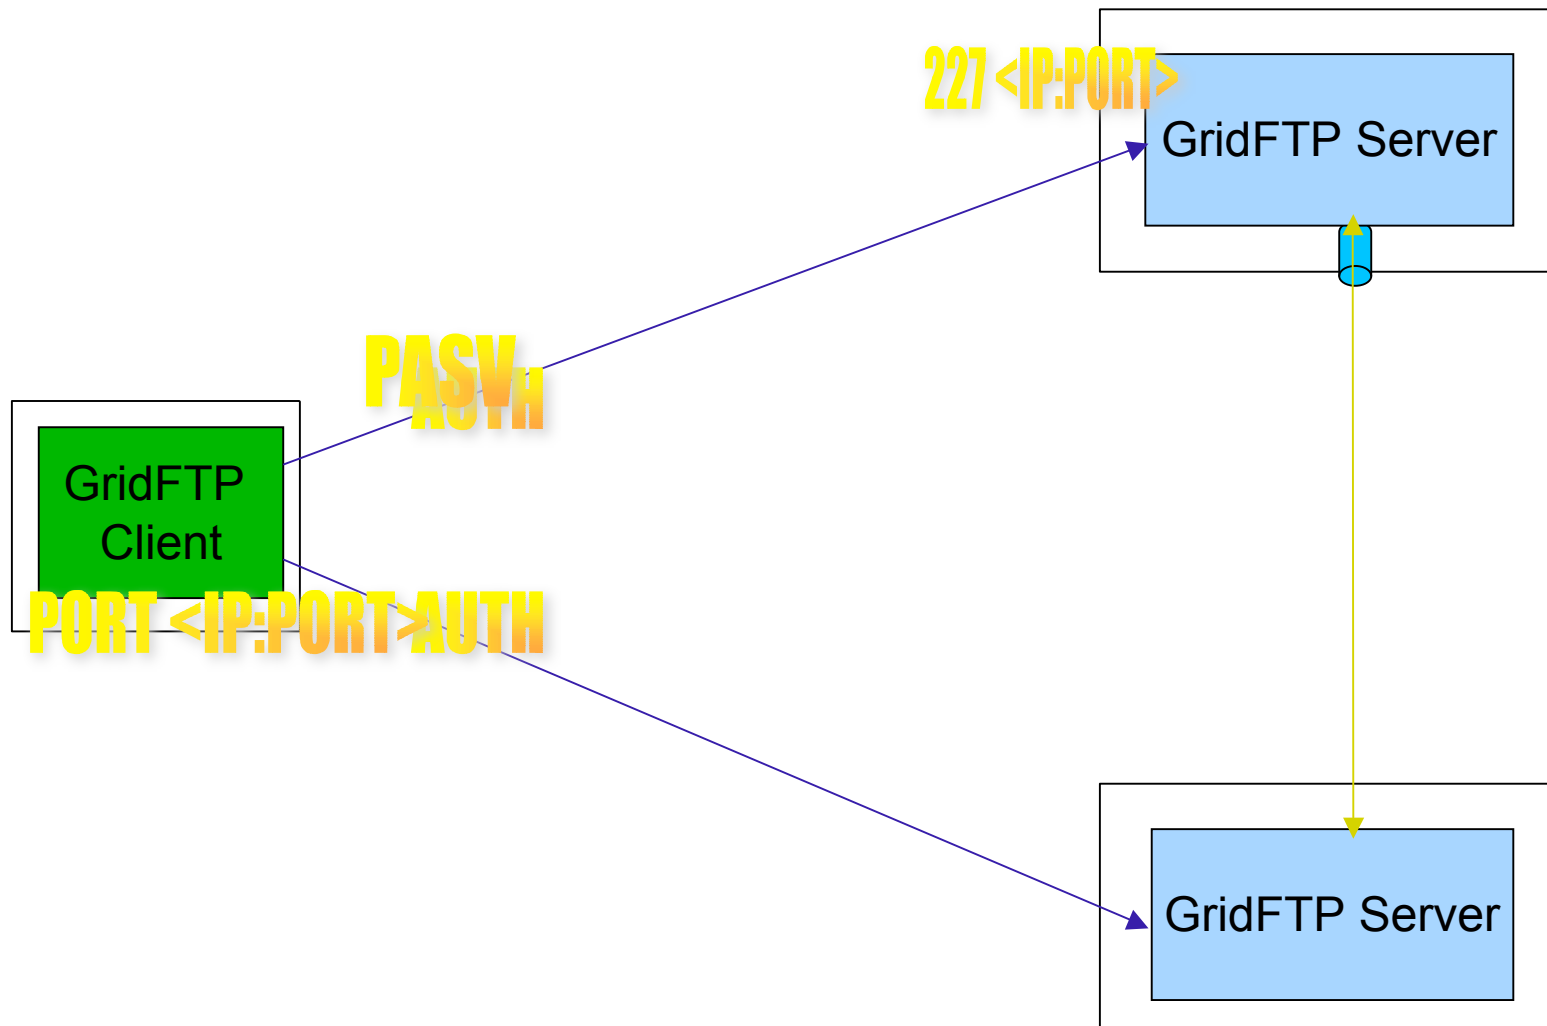 227 <IP:PORT>
GridFTP Server
PASV
AUTH
GridFTP
Client
PORT <IP:PORT>
AUTH
GridFTP Server